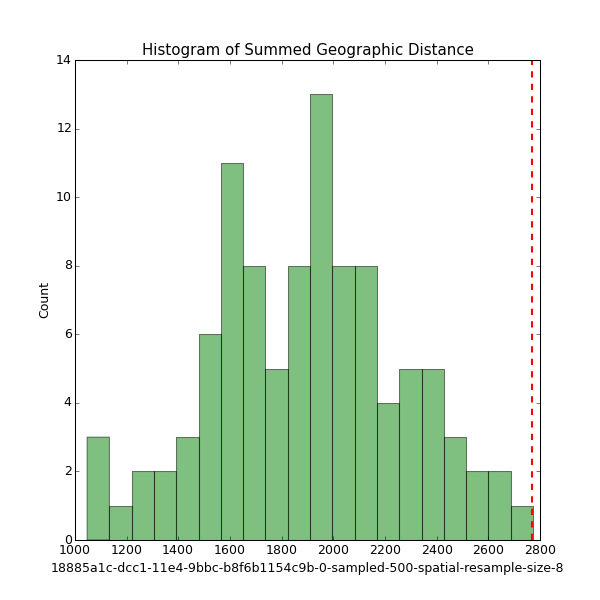 Histogram of Summed Geographic Distance
14
12
10
8
6
4
2
0
Count
1000 1200 1400 1600 1800 2000 2200 2400 2600 2800
18885a1c-dcc1-11e4-9bbc-b8f6b1154c9b-0-sampled-500-spatial-resample-size-8